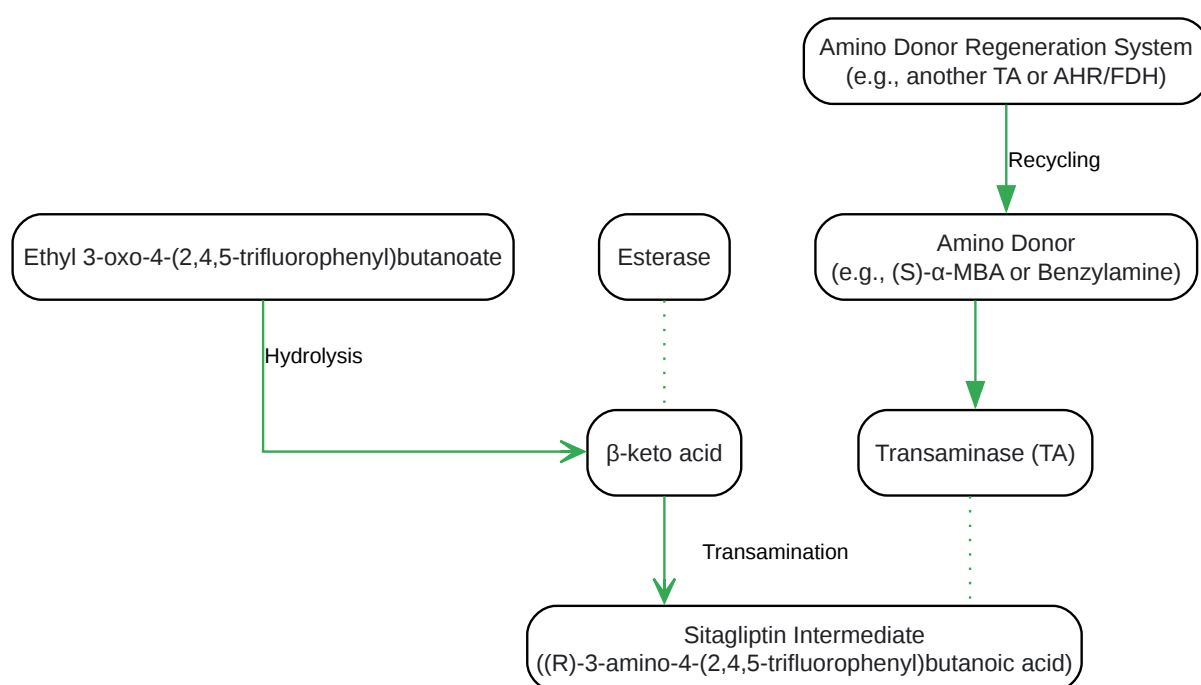 Amino Donor Regeneration System
(e.g., another TA or AHR/FDH)
Recycling
Ethyl 3-oxo-4-(2,4,5-trifluorophenyl)butanoate
Esterase
Amino Donor
(e.g., (S)-α-MBA or Benzylamine)
Hydrolysis
β-keto acid
Transaminase (TA)
Transamination
Sitagliptin Intermediate
((R)-3-amino-4-(2,4,5-trifluorophenyl)butanoic acid)